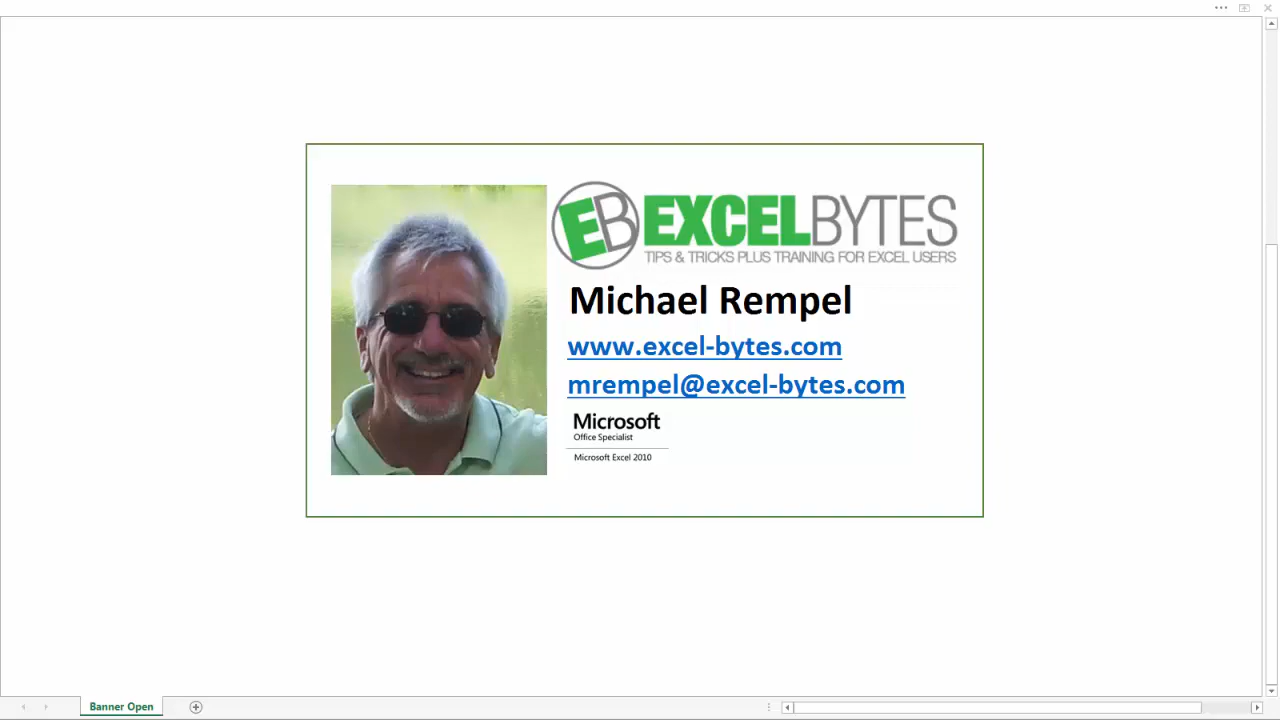 EB EXCELBYTES
TIPS & TRICKS PLUS TRAINING FOR EXCEL USERS
Michael Rempel
www.excel-bytes.com
mrempel@excel-bytes.com
Microsoft
Office Specialist
Microsoft Excel 2010
Banner Open